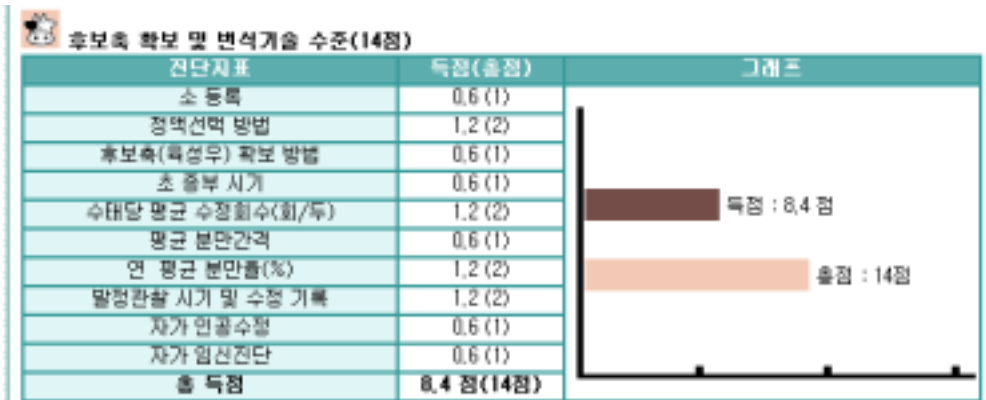 후보축 확보 및 번식기술 수준(14점)
진단지표 득점(총점) 그래프
소 등록 0.6 (1)
정액선택 방법 1.2 (2)
후보축(육성우) 확보 방법 0.6 (1)
초 종부 시기 0.6 (1)
수태당 평균 수정회수(회/두) 1.2 (2)
평균 분만간격 0.6 (1)
연 평균 분만율(%) 1.2 (2)
발정관찰 시기 및 수정 기록 1.2 (2)
자가 인공수정 0.6 (1)
자가 임신진단 0.6 (1)
총 득점 8.4 점(14점)
득점 : 8.4 점
총점 : 14점